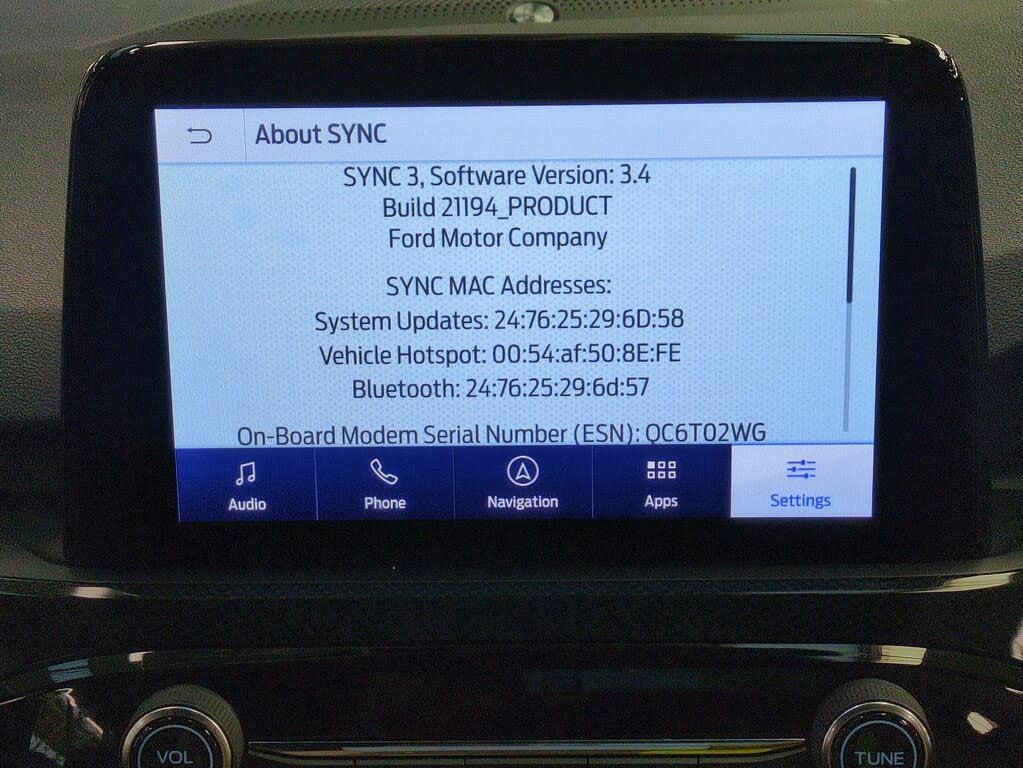 About SYNC
SYNC 3, Software Version: 3.4
Build 21194_PRODUCT
Ford Motor Company
SYNC MAC Addresses:
System Updates: 24:76:25:29:6D:58
Vehicle Hotspot: 00:54:af:50:8E:FE
Bluetooth: 24:76:25:29:6d:57
On-Board Modem Serial Number (ESN): QC6T02WG
Audio
Phone
Navigation
Apps
Settings
VOL
TUNE